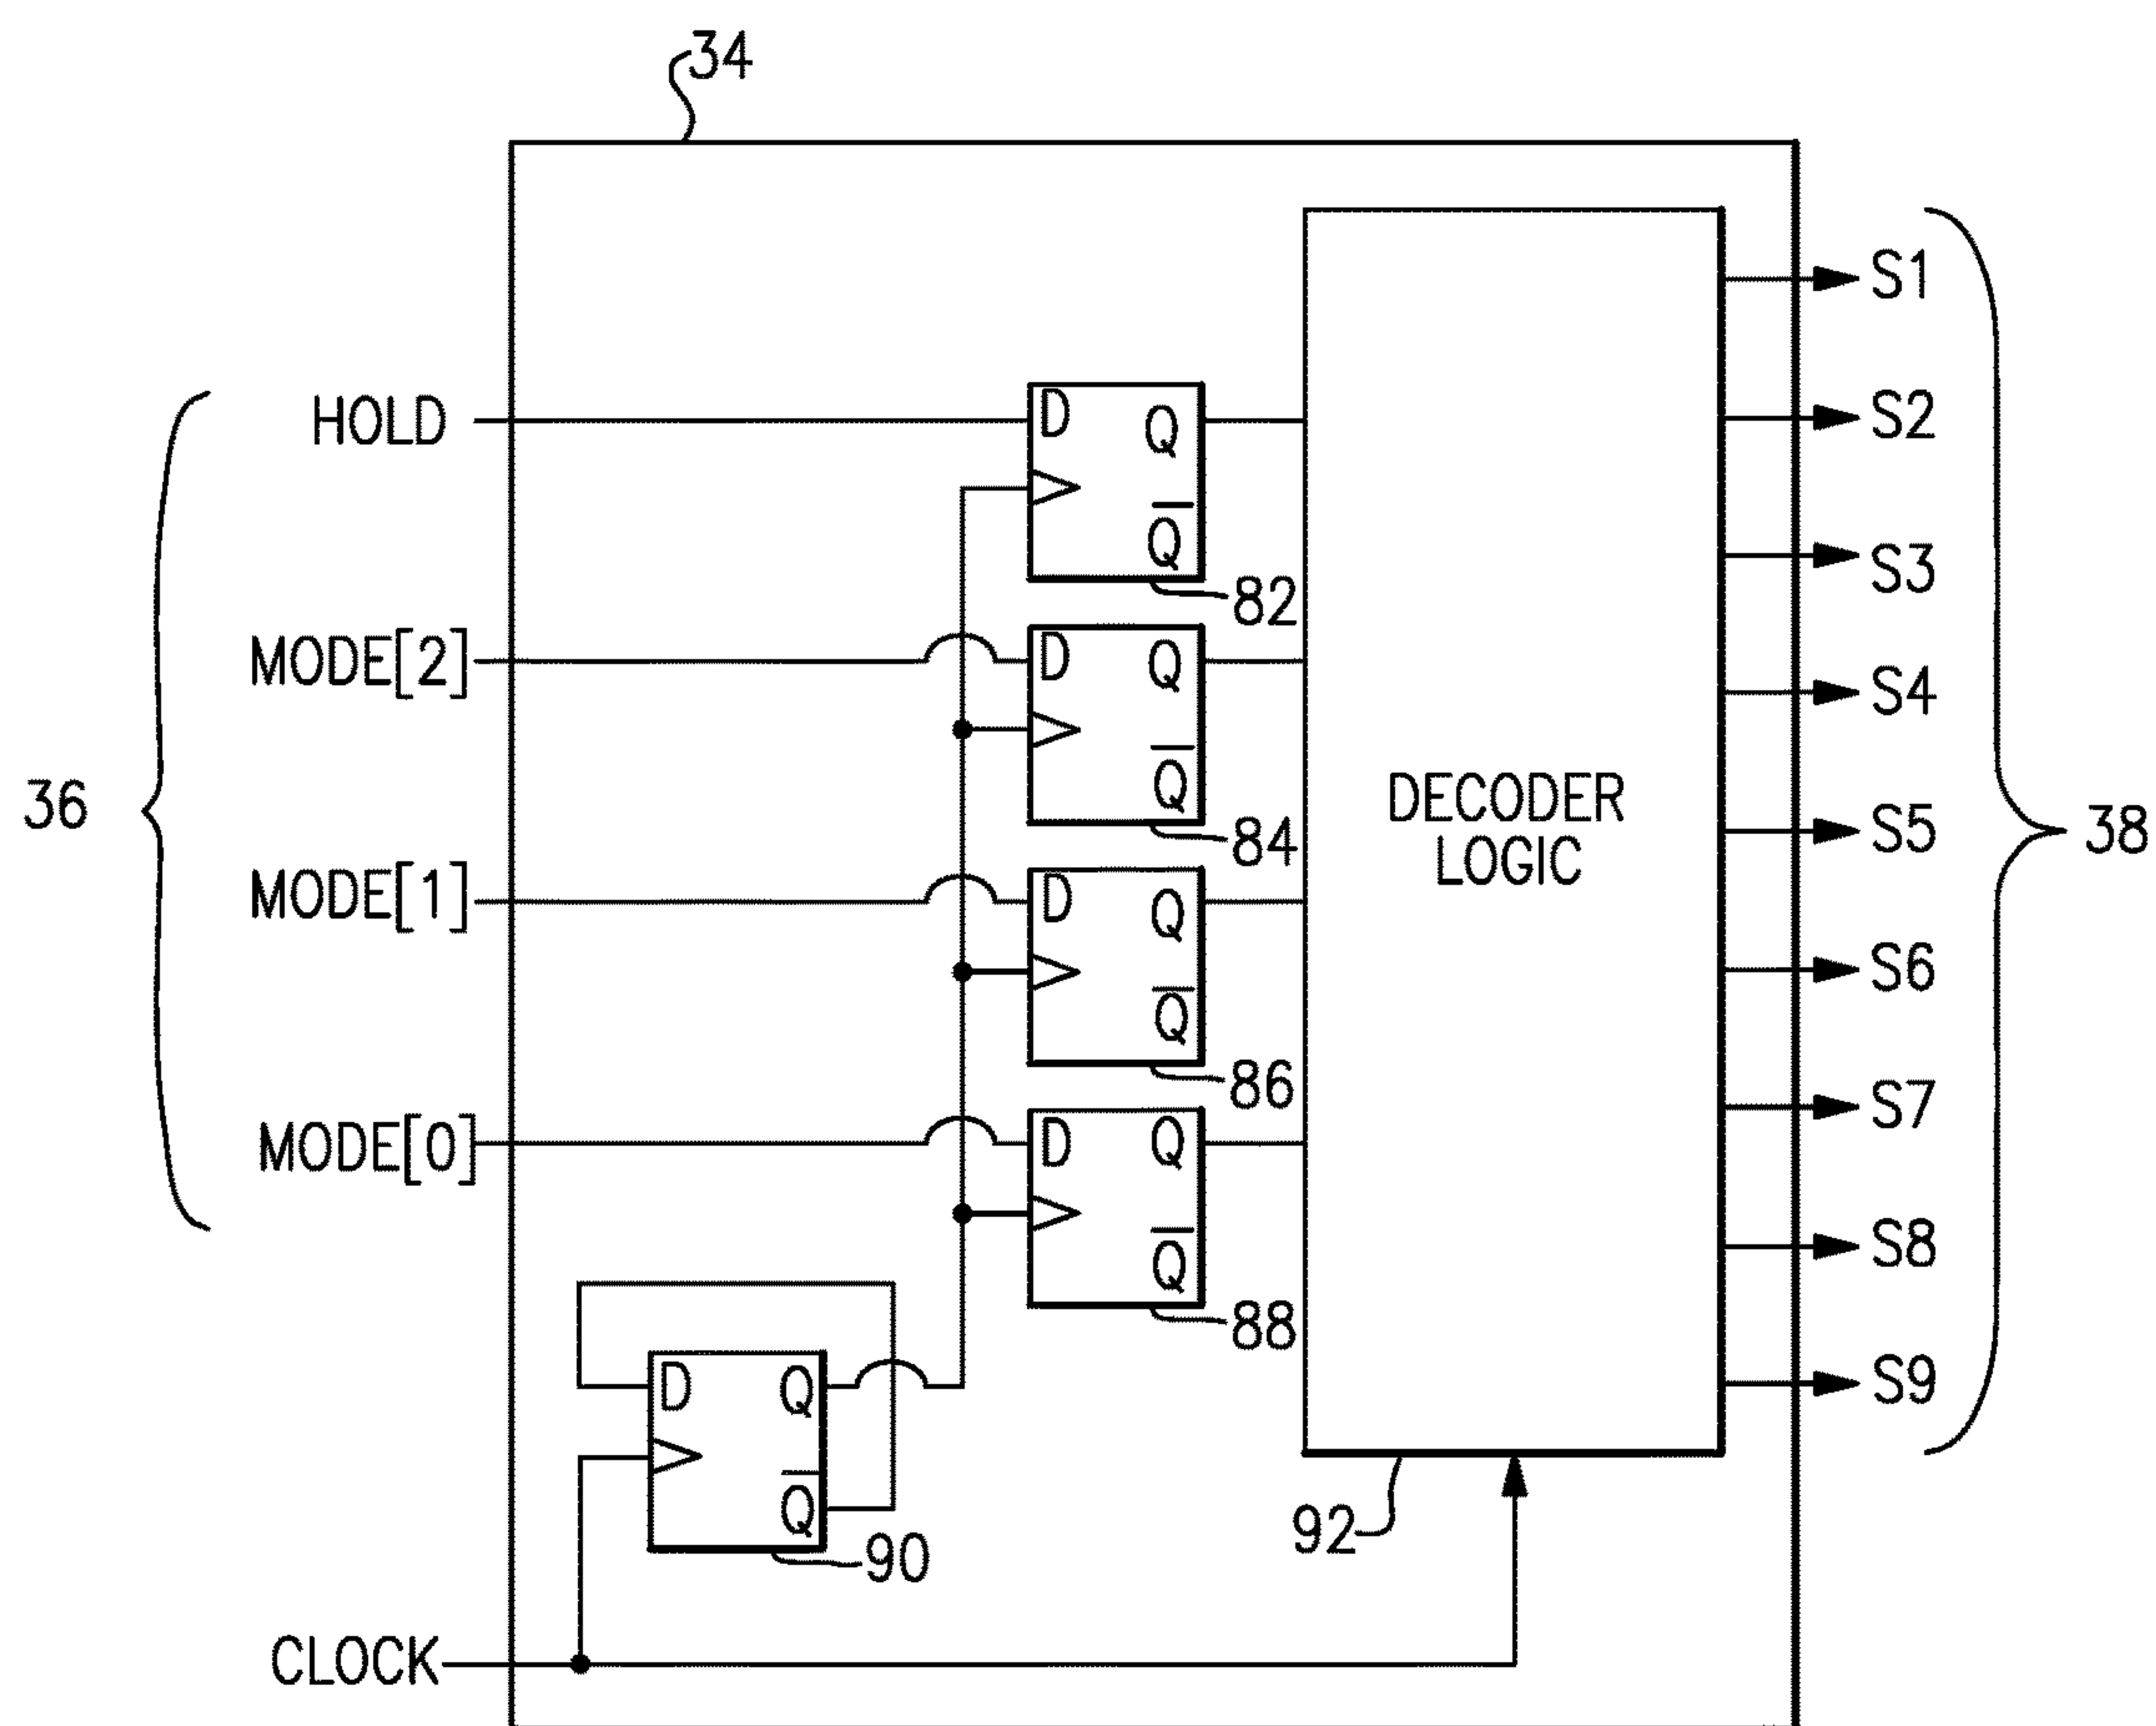 34
HOLD
D
Q
Q̅
82
MODE[2]
D
Q
Q̅
84
MODE[1]
D
Q
Q̅
86
MODE[0]
D
Q
Q̅
88
D
Q
Q̅
90
CLOCK
36
DECODER
LOGIC
92
S1
S2
S3
S4
S5
S6
S7
S8
S9
38